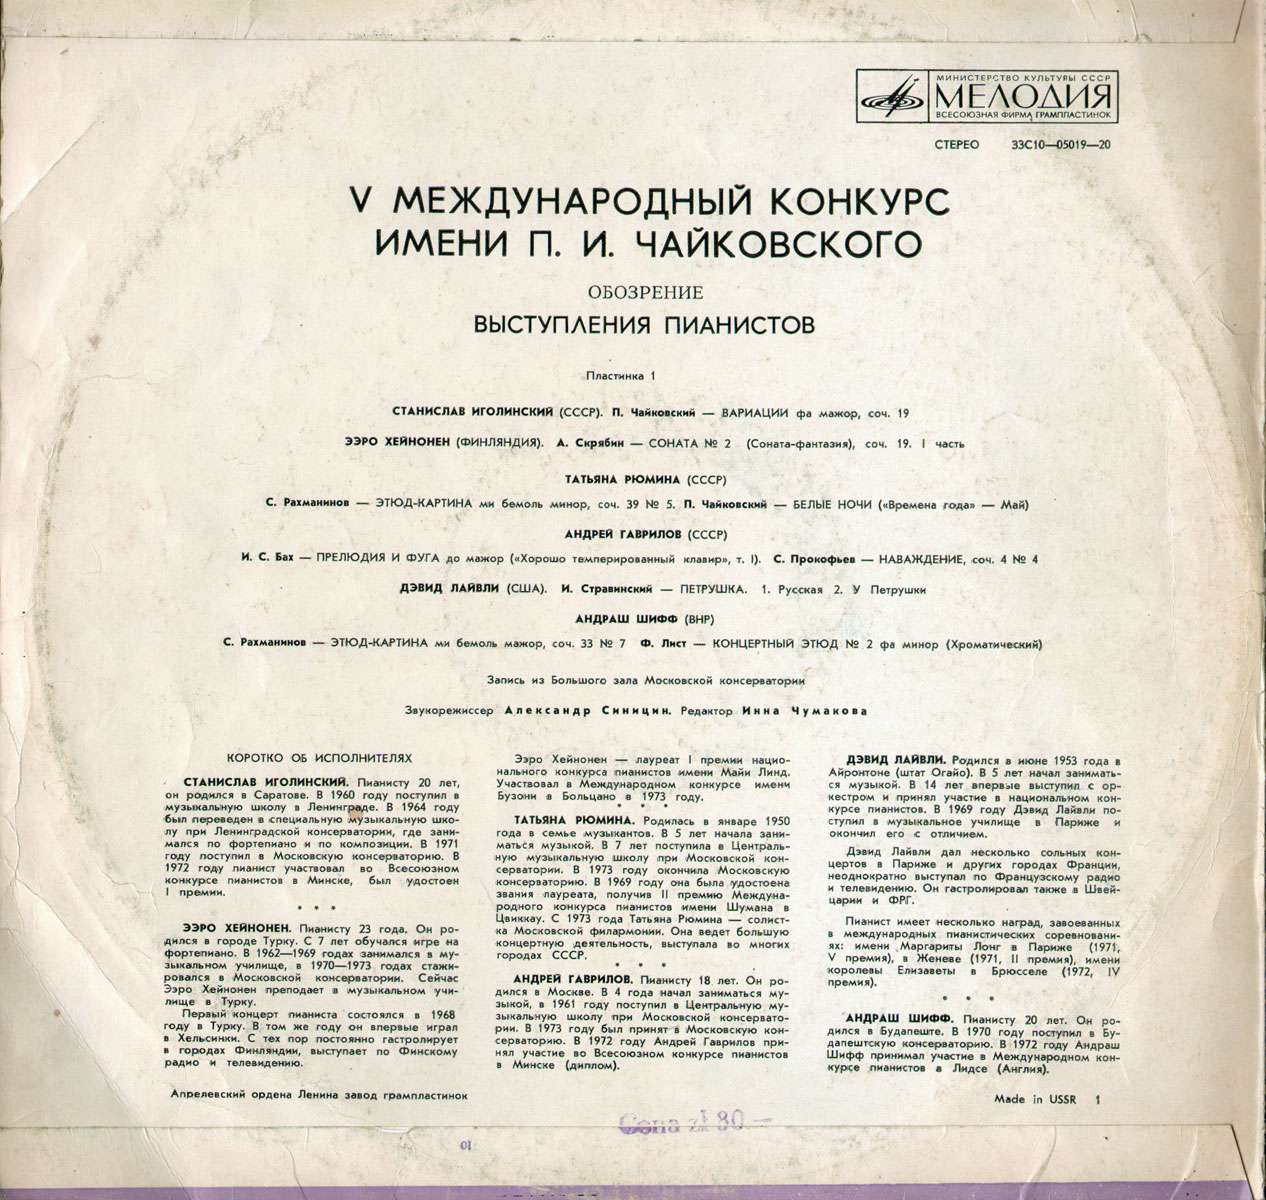 МИНИСТЕРСТВО КУЛЬТУРЫ СССР
МЕЛОДИЯ
ВСЕСОЮЗНАЯ ФИРМА ГРАМПЛАСТИНОК
СТЕРЕО 33С10—05019—20
V МЕЖДУНАРОДНЫЙ КОНКУРС
ИМЕНИ П. И. ЧАЙКОВСКОГО
ОБОЗРЕНИЕ
ВЫСТУПЛЕНИЯ ПИАНИСТОВ
Пластинка 1
СТАНИСЛАВ ИГОЛИНСКИЙ (СССР). П. Чайковский — ВАРИАЦИИ фа мажор, соч. 19
ЭЭРО ХЕЙНОНЕН (ФИНЛЯНДИЯ). А. Скрябин — СОНАТА № 2 (Соната-фантазия), соч. 19. I часть
ТАТЬЯНА РЮМИНА (СССР)
С. Рахманинов — ЭТЮД-КАРТИНА ми бемоль минор, соч. 39 № 5. П. Чайковский — БЕЛЫЕ НОЧИ («Времена года» — Май)
АНДРЕЙ ГАВРИЛОВ (СССР)
И. С. Бах — ПРЕЛЮДИЯ И ФУГА до мажор («Хорошо темперированный клавир», т. I). С. Прокофьев — НАВАЖДЕНИЕ, соч. 4 № 4
ДЭВИД ЛАЙВЛИ (США). И. Стравинский — ПЕТРУШКА. 1. Русская 2. У Петрушки
АНДРАШ ШИФФ (ВНР)
С. Рахманинов — ЭТЮД-КАРТИНА ми бемоль мажор, соч. 33 № 7 Ф. Лист — КОНЦЕРТНЫЙ ЭТЮД № 2 фа минор (Хроматический)
Запись из Большого зала Московской консерватории
Звукорежиссер Александр Синицин. Редактор Инна Чумакова
КОРОТКО ОБ ИСПОЛНИТЕЛЯХ
СТАНИСЛАВ ИГОЛИНСКИЙ. Пианисту 20 лет,
он родился в Саратове. В 1960 году поступил в
музыкальную школу в Ленинграде. В 1964 году
был переведен в специальную музыкальную шко-
лу при Ленинградской консерватории, где зани-
мался по фортепиано и по композиции. В 1971
году поступил в Московскую консерваторию. В
1972 году пианист участвовал во Всесоюзном
конкурсе пианистов в Минске, был удостоен
I премии.
* * *
ЭЭРО ХЕЙНОНЕН. Пианисту 23 года. Он ро-
дился в городе Турку. С 7 лет обучался игре на
фортепиано. В 1962—1969 годах занимался в му-
зыкальном училище, в 1970—1973 годах стажи-
ровался в Московской консерватории. Сейчас
Ээро Хейнонен преподает в музыкальном учи-
лище в Турку.
Первый концерт пианиста состоялся в 1968
году в Турку. В том же году он впервые играл
в Хельсинки. С тех пор постоянно гастролирует
в городах Финляндии, выступает по Финскому
радио и телевидению.
Ээро Хейнонен — лауреат I премии нацио-
нального конкурса пианистов имени Майи Линд.
Участвовал в Международном конкурсе имени
Бузони в Больцано в 1973 году.
* * *
ТАТЬЯНА РЮМИНА. Родилась в январе 1950
года в семье музыкантов. В 5 лет начала зани-
маться музыкой. В 7 лет поступила в Централь-
ную музыкальную школу при Московской кон-
серватории. В 1973 году окончила Московскую
консерваторию. В 1969 году она была удостоена
звания лауреата, получив II премию Междуна-
родного конкурса пианистов имени Шумана в
Цвиккау. С 1973 года Татьяна Рюмина — солист-
ка Московской филармонии. Она ведет большую
концертную деятельность, выступала во многих
городах СССР.
* * *
АНДРЕЙ ГАВРИЛОВ. Пианисту 18 лет. Он ро-
дился в Москве. В 4 года начал заниматься му-
зыкой, в 1961 году поступил в Центральную му-
зыкальную школу при Московской консерватo-
рии. В 1973 году был принят в Московскую кон-
серваторию. В 1972 году Андрей Гаврилов при-
нял участие во Всесоюзном конкурсе пианистов
в Минске (диплом).
ДЭВИД ЛАЙВЛИ. Родился в июне 1953 года в
Айронтоне (штат Огайо). В 5 лет начал занимать-
ся музыкой. В 14 лет впервые выступил с ор-
кестром и принял участие в национальном кон-
курсе пианистов. В 1969 году Дэвид Лайвли по-
ступил в музыкальное училище в Париже и
окончил его с отличием.
Дэвид Лайвли дал несколько сольных кон-
цертов в Париже и других городах Франции,
неоднократно выступал по Французскому радио
и телевидению. Он гастролировал также в Швей-
царии и ФРГ.
Пианист имеет несколько наград, завоеванных
в международных пианистических соревновани-
ях: имени Маргариты Лонг в Париже (1971,
V премия), в Женеве (1971, II премия), имени
королевы Елизаветы в Брюсселе (1972, IV
премия).
* * *
АНДРАШ ШИФФ. Пианисту 20 лет. Он ро-
дился в Будапеште. В 1970 году поступил в Бу-
дапештскую консерваторию. В 1972 году Андраш
Шифф принимал участие в Международном кон-
курсе пианистов в Лидсе (Англия).
Апрелевский ордена Ленина завод грампластинок
Made in USSR 1
Cena zł 80 —
01